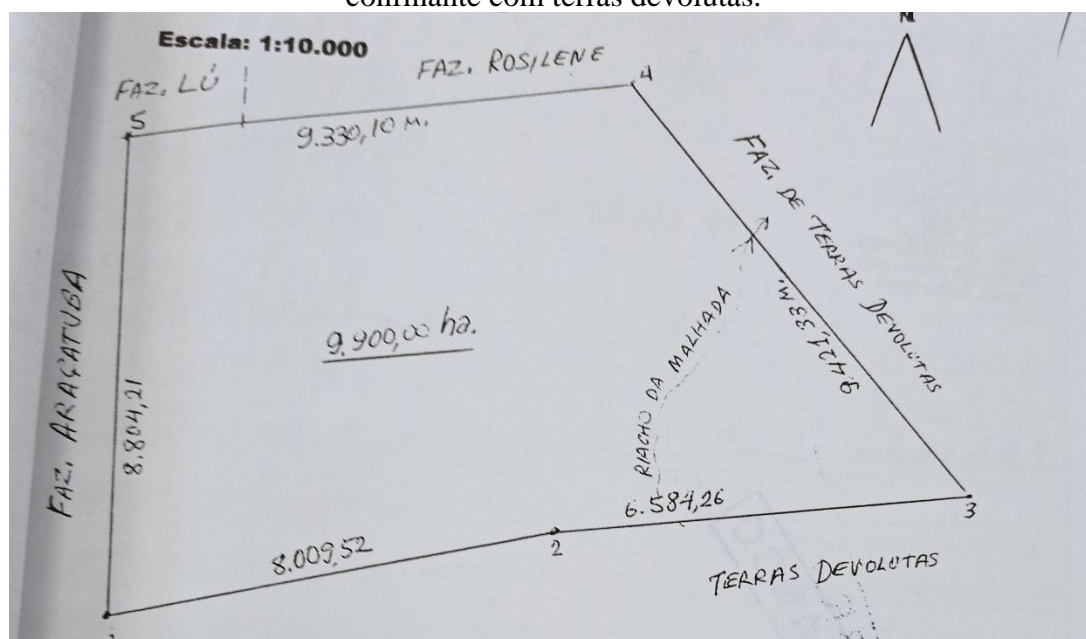 confinante com terras devolutas.
Escala: 1:10.000
N
FAZ. LÚ
FAZ. ROSILENE
4
5
9.330,10 M.
FAZ. DE TERRAS DEVOLUTAS
FAZ. ARAÇATUBA
8.804,21
9.900,00 ha.
RIACHO DA MALHADA
9.421,33 M.
6.584,26
3
8.009,52
2
TERRAS DEVOLUTAS
1